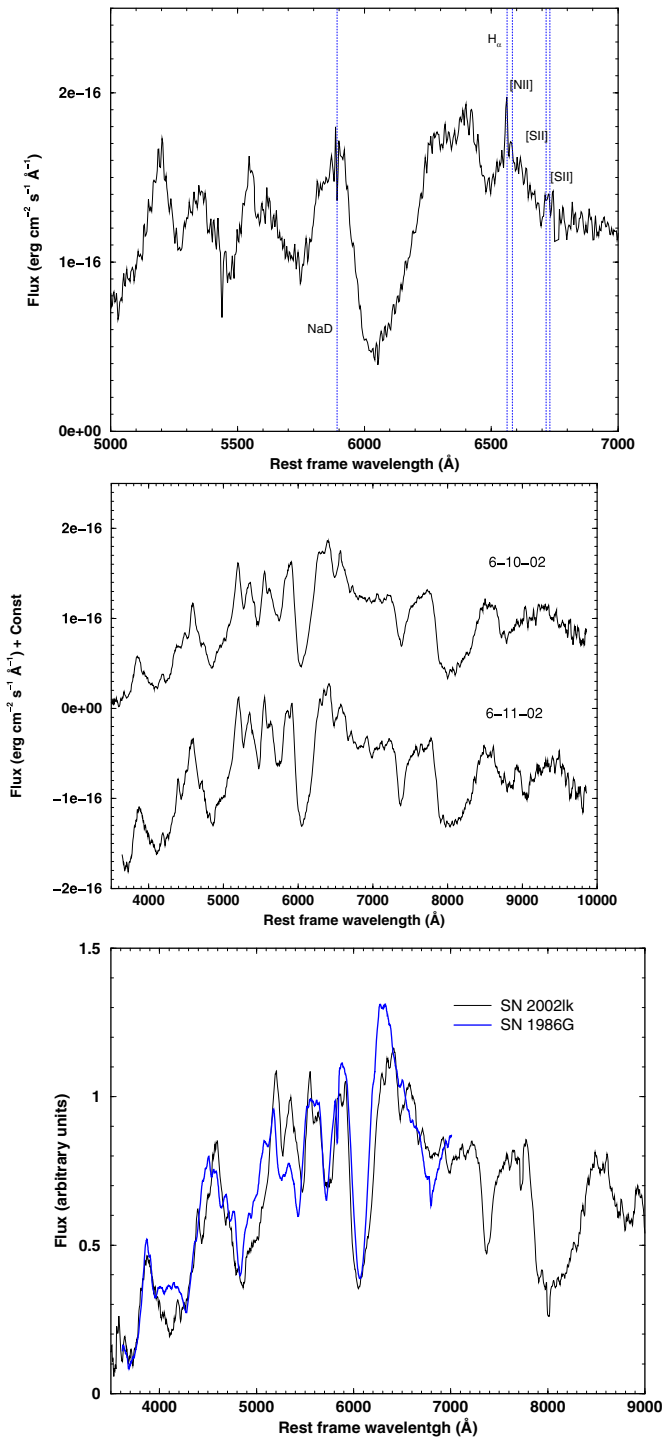 2e−16
1e−16
0e+00
Flux (erg cm⁻² s⁻¹ Å⁻¹)
Hα
[NII]
[SII]
[SII]
NaD
5000 5500 6000 6500 7000
Rest frame wavelength (Å)
2e−16
1e−16
0e+00
−1e−16
−2e−16
Flux (erg cm⁻² s⁻¹ Å⁻¹) + Const
6−10−02
6−11−02
4000 5000 6000 7000 8000 9000 10000
Rest frame wavelength (Å)
1.5
1
0.5
0
Flux (arbitrary units)
SN 2002lk
SN 1986G
4000 5000 6000 7000 8000 9000
Rest frame wavelentgh (Å)